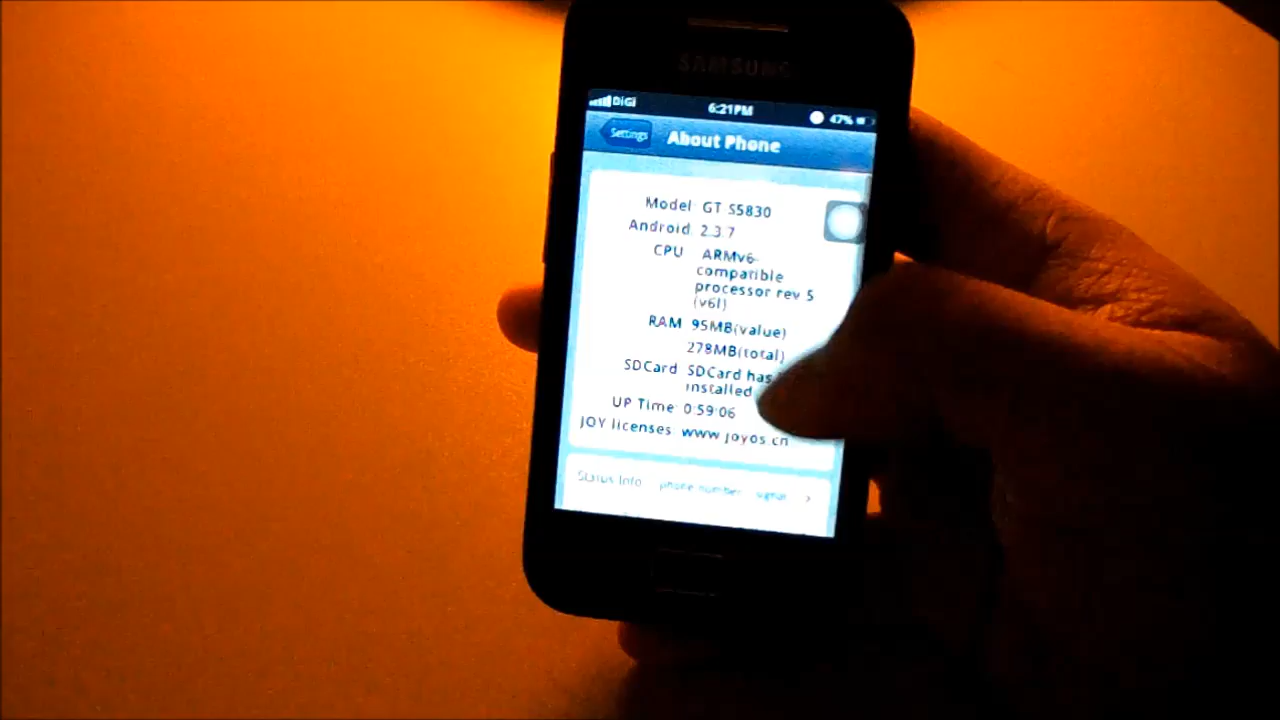 SAMSUNG
DiGi 6:21PM 47%
Settings About Phone
Model: GT S5830
Android: 2.3.7
CPU ARMv6-
compatible
processor rev 5
(v6l)
RAM 95MB(value)
278MB(total)
SDCard SDCard has
installed
UP Time: 0:59:06
JOY licenses: www.joyos.cn
Status Info phone number